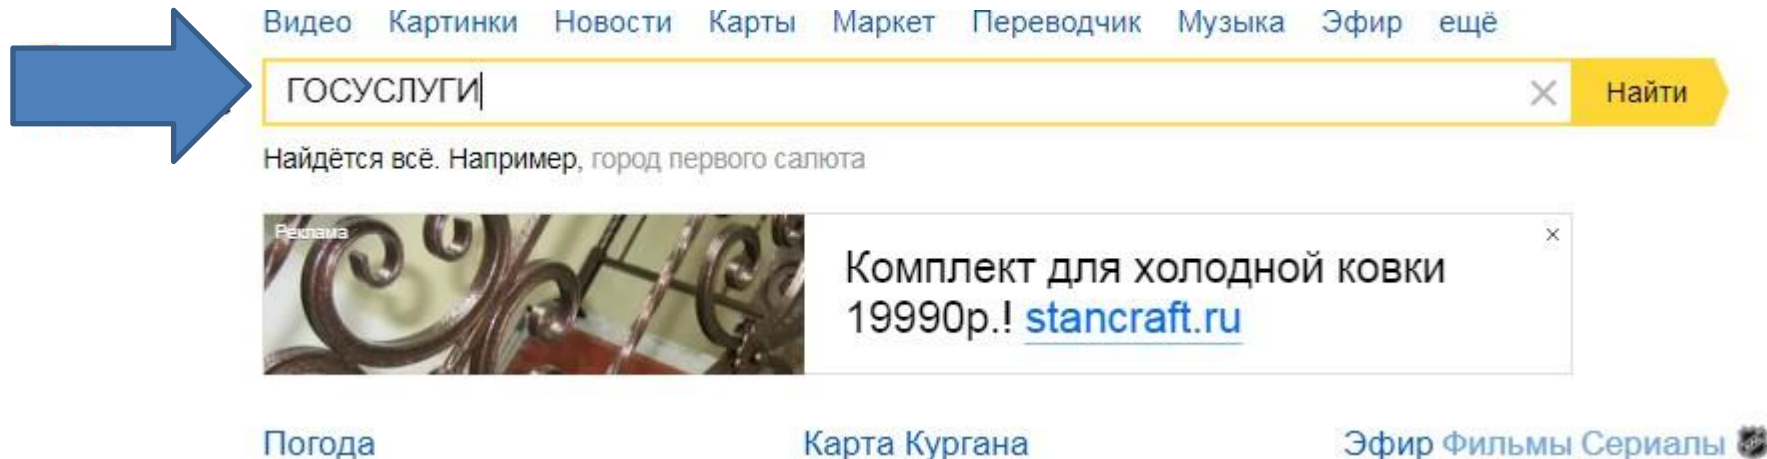 Видео Картинки Новости Карты Маркет Переводчик Музыка Эфир ещё
ГОСУСЛУГИ Найти
Найдётся всё. Например, город первого салюта
Реклама
Комплект для холодной ковки
19990р.! stancraft.ru
Погода Карта Кургана Эфир Фильмы Сериалы